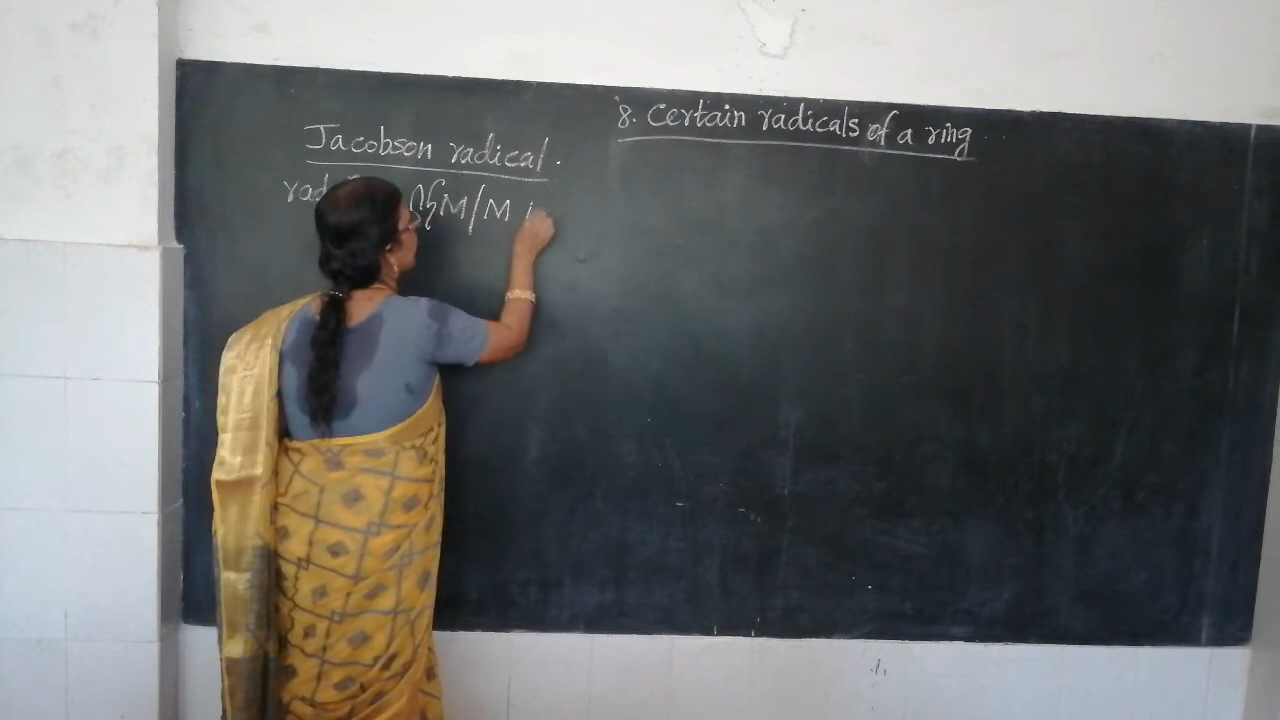 8. Certain radicals of a ring
Jacobson radical.
rad ∩{M/M i